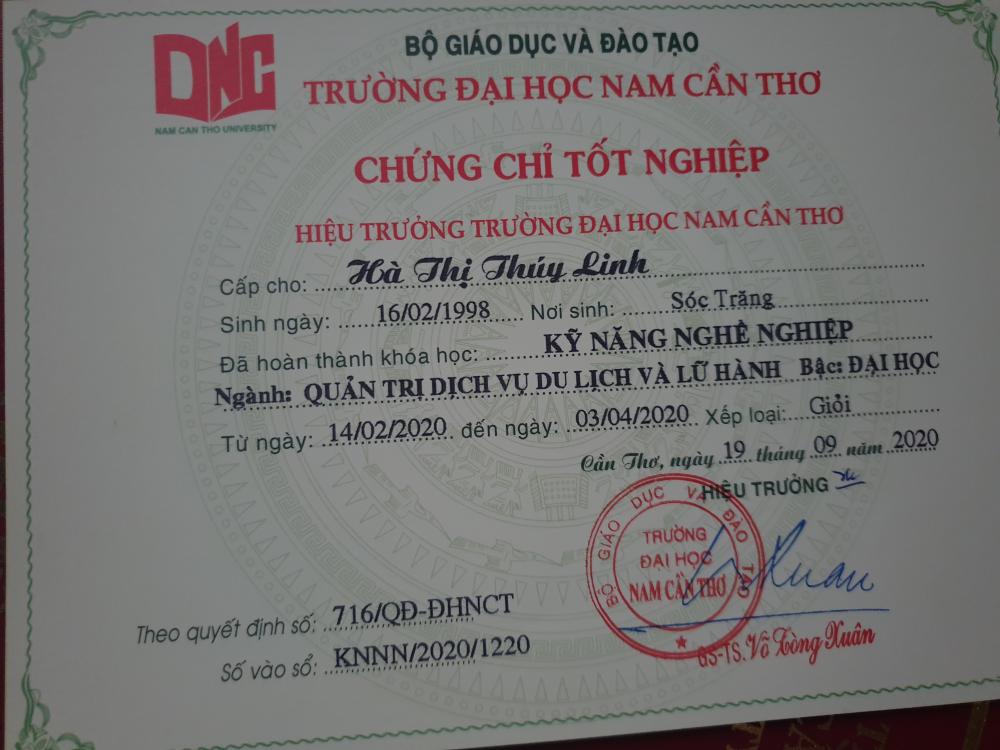 DNC
NAM CAN THO UNIVERSITY
BỘ GIÁO DỤC VÀ ĐÀO TẠO
TRƯỜNG ĐẠI HỌC NAM CẦN THƠ
CHỨNG CHỈ TỐT NGHIỆP
HIỆU TRƯỞNG TRƯỜNG ĐẠI HỌC NAM CẦN THƠ
Cấp cho: Hà Thị Thúy Linh
Sinh ngày: 16/02/1998 Nơi sinh: Sóc Trăng
Đã hoàn thành khóa học: KỸ NĂNG NGHỀ NGHIỆP
Ngành: QUẢN TRỊ DỊCH VỤ DU LỊCH VÀ LỮ HÀNH Bậc: ĐẠI HỌC
Từ ngày: 14/02/2020 đến ngày: 03/04/2020 Xếp loại: Giỏi
Cần Thơ, ngày 19 tháng 09 năm 2020
HIỆU TRƯỞNG
BỘ GIÁO DỤC VÀ ĐÀO TẠO
TRƯỜNG
ĐẠI HỌC
NAM CẦN THƠ
Xuan
GS-TS. Võ Tòng Xuân
Theo quyết định số: 716/QĐ-ĐHNCT
Số vào sổ: KNNN/2020/1220